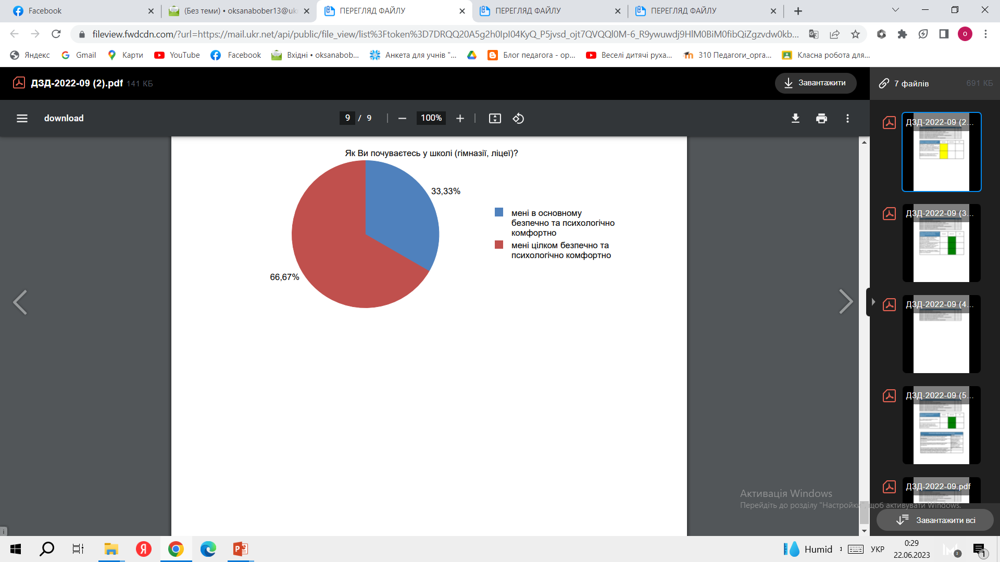 Facebook
(Без теми) • oksanabober13@uk
ПЕРЕГЛЯД ФАЙЛУ
ПЕРЕГЛЯД ФАЙЛУ
ПЕРЕГЛЯД ФАЙЛУ
fileview.fwdcdn.com/?url=https://mail.ukr.net/api/public/file_view/list%3Ftoken%3D7DRQQ20A5g2h0IpI04KyQ_P5jvsd_ojt7QVQQl0M-6_R9ywuwdj9HlM0BiM0fibQiZgzvdw0kb...
о
Яндекс
Gmail
Карти
YouTube
Facebook
Вхідні • oksanabob...
Анкета для учнів "...
Блог педагога - ор...
Веселі дитячі руха...
310 Педагоги_орга...
Класна робота для...
ДЗД-2022-09 (2).pdf 141 КБ
Завантажити
7 файлів
691 КБ
download
9 / 9
100%
Як Ви почуваєтесь у школі (гімназії, ліцеї)?
33,33%
66,67%
мені в основному
безпечно та психологічно
комфортно
мені цілком безпечно та
психологічно комфортно
ДЗД-2022-09 (2...
ДЗД-2022-09 (3...
ДЗД-2022-09 (4...
ДЗД-2022-09 (5...
ДЗД-2022-09.pdf
Активація Windows
Перейдіть до розділу "Настройки", щоб активувати Windows.
Завантажити всі
Humid
УКР
0:29
22.06.2023
3
1